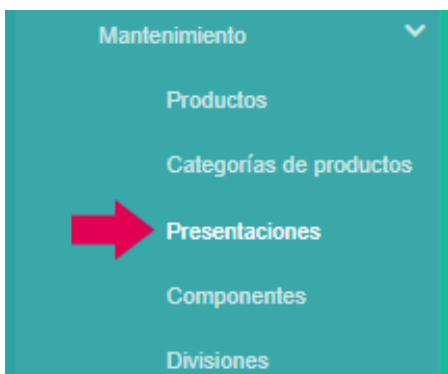 Mantenimiento
Productos
Categorías de productos
Presentaciones
Componentes
Divisiones